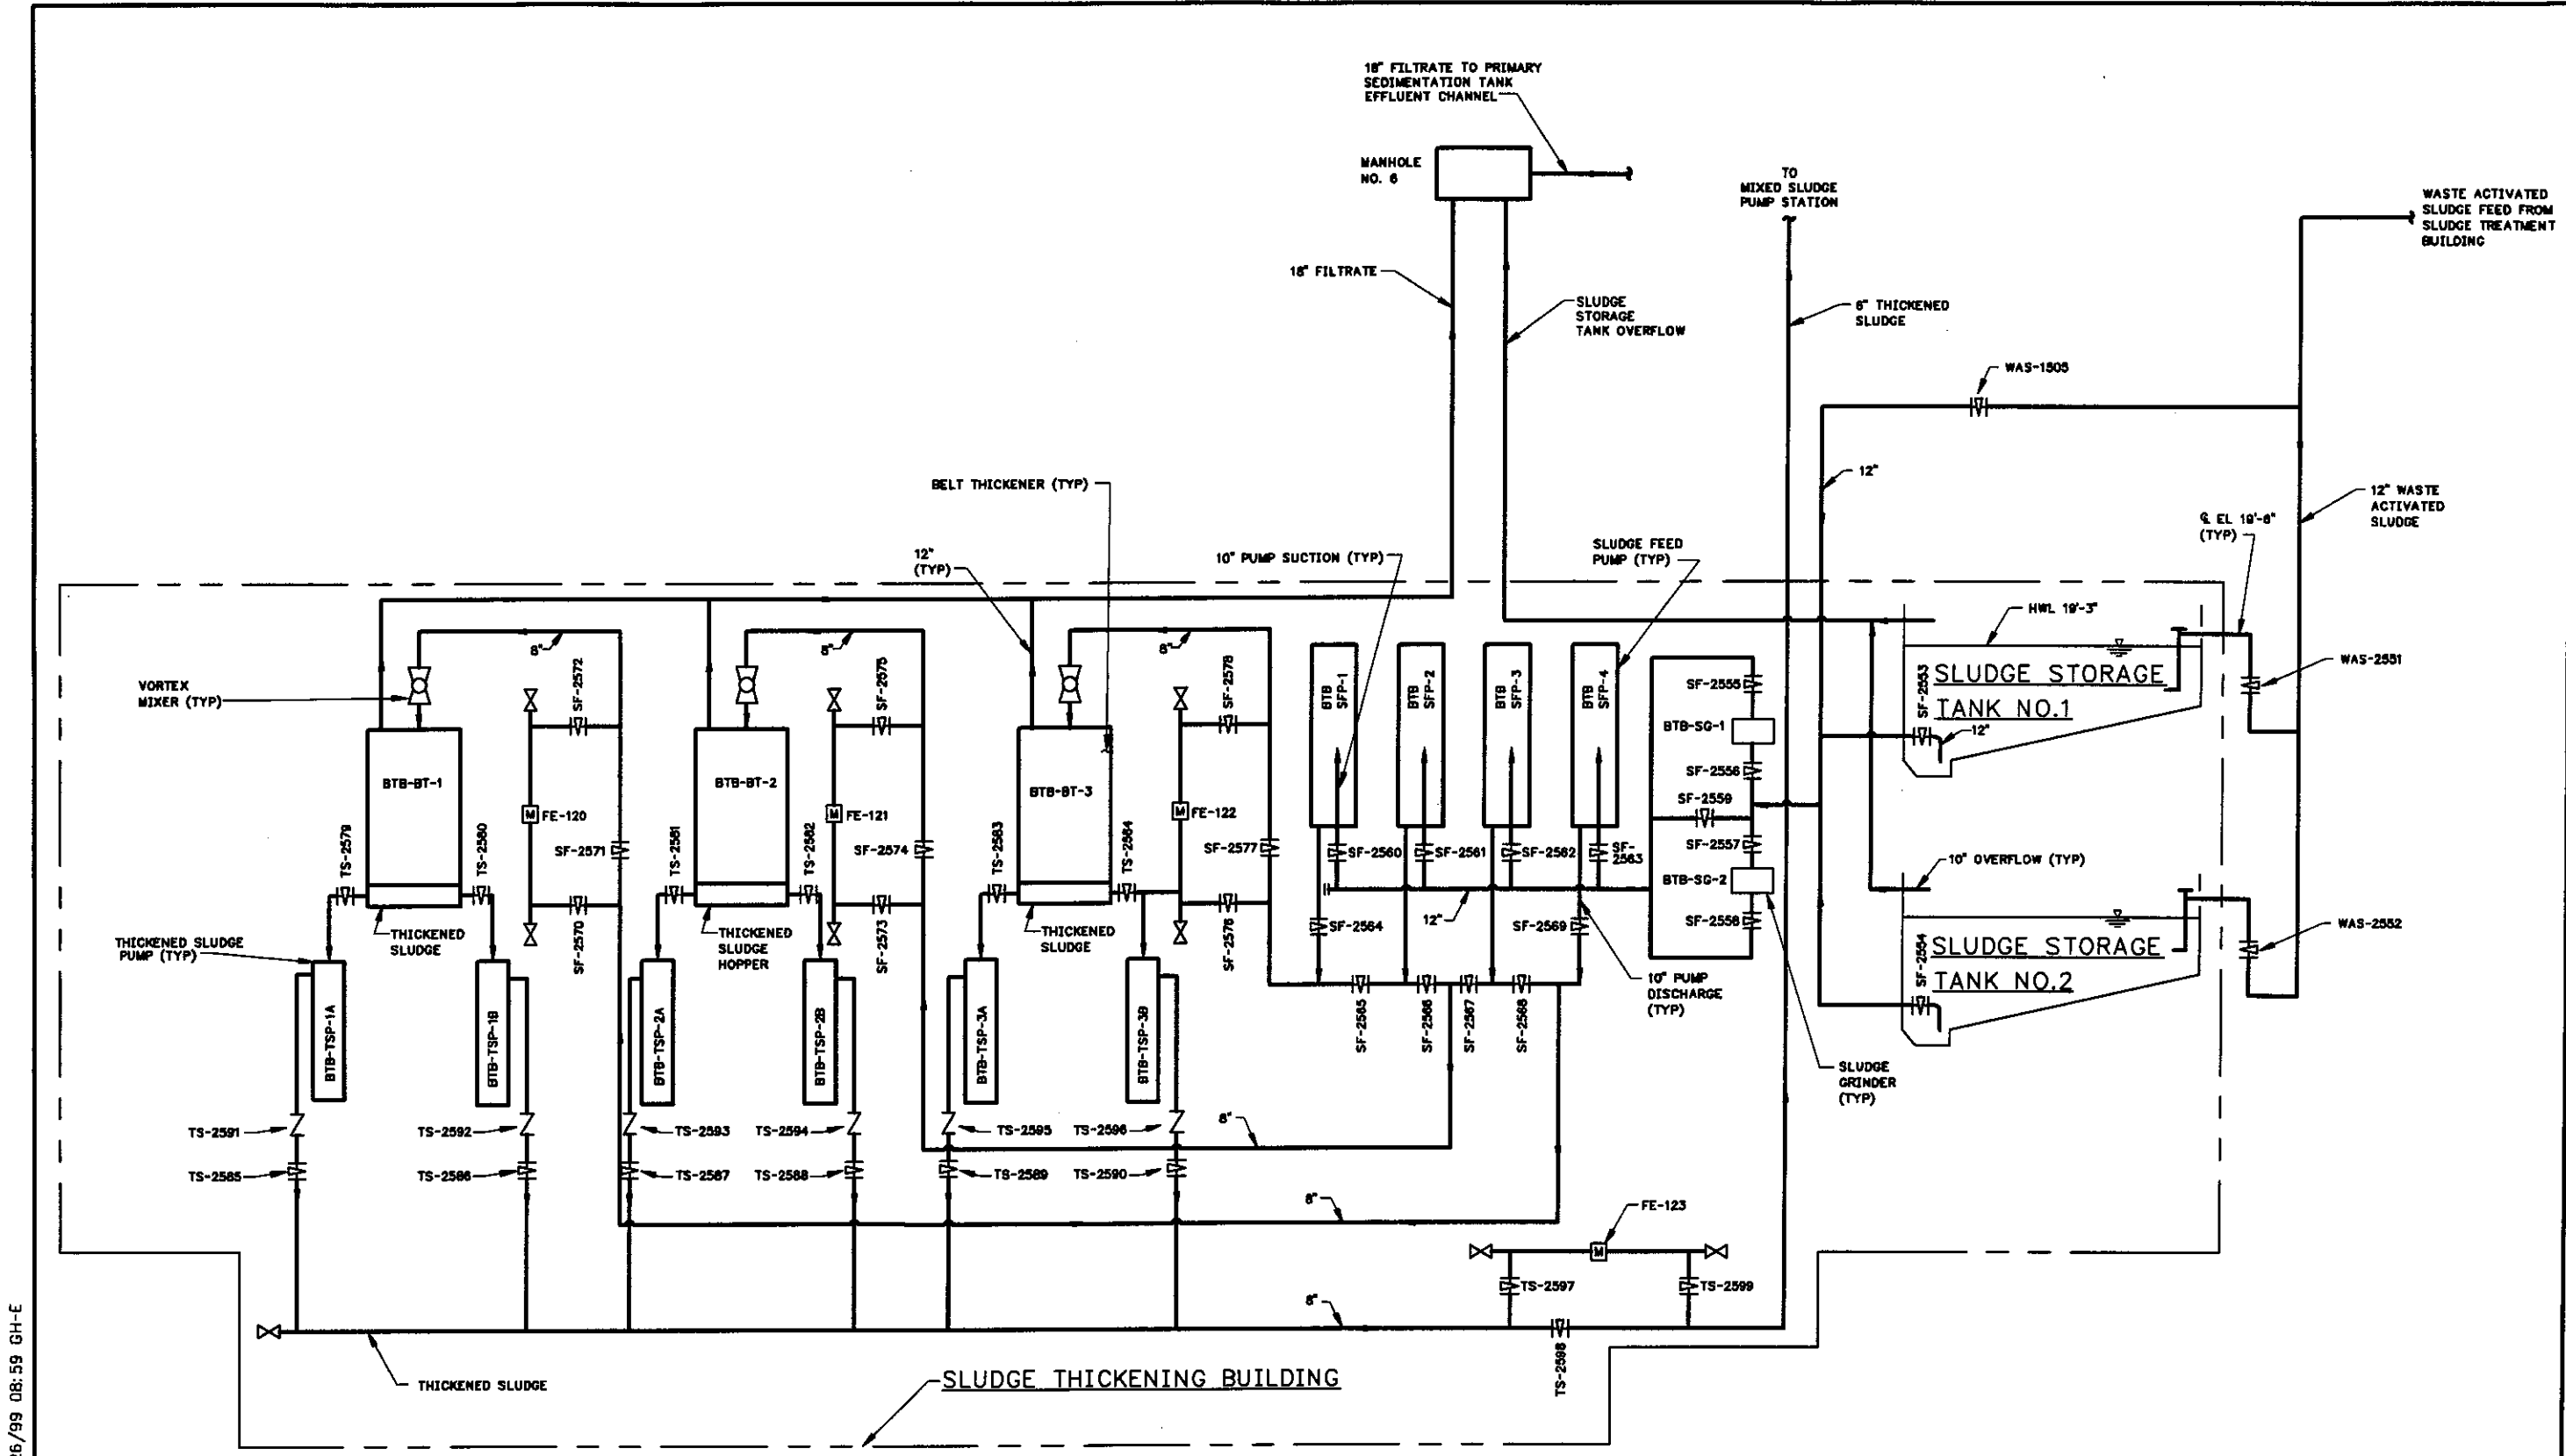 18" FILTRATE TO PRIMARY
SEDIMENTATION TANK
EFFLUENT CHANNEL
MANHOLE
NO. 6
TO
MIXED SLUDGE
PUMP STATION
WASTE ACTIVATED
SLUDGE FEED FROM
SLUDGE TREATMENT
BUILDING
18" FILTRATE
SLUDGE
STORAGE
TANK OVERFLOW
8" THICKENED
SLUDGE
WAS-1505
12"
12" WASTE
ACTIVATED
SLUDGE
BELT THICKENER (TYP)
12"
(TYP)
10" PUMP SUCTION (TYP)
SLUDGE FEED
PUMP (TYP)
℄ EL 19'-6"
(TYP)
HWL 19'-3"
VORTEX
MIXER (TYP)
8"
8"
8"
SF-2572
SF-2575
SF-2578
BTB
SFP-1
BTB
SFP-2
BTB
SFP-3
BTB
SFP-4
SF-2555
BTB-SG-1
SF-2556
SF-2559
SF-2557
BTB-SG-2
SF-2558
SF-2553
SLUDGE STORAGE
TANK NO.1
12"
WAS-2551
BTB-BT-1
BTB-BT-2
BTB-BT-3
M FE-120
M FE-121
M FE-122
TS-2579
TS-2580
SF-2571
TS-2581
TS-2582
SF-2574
TS-2583
TS-2584
SF-2577
SF-2560
SF-2561
SF-2562
SF-
2563
10" OVERFLOW (TYP)
THICKENED SLUDGE
PUMP (TYP)
THICKENED
SLUDGE
SF-2570
THICKENED
SLUDGE
HOPPER
SF-2573
THICKENED
SLUDGE
SF-2576
SF-2564
12"
SF-2569
SF-2554
SLUDGE STORAGE
TANK NO.2
WAS-2552
10" PUMP
DISCHARGE
(TYP)
SF-2565
SF-2566
SF-2567
SF-2568
SLUDGE
GRINDER
(TYP)
BTB-TSP-1A
BTB-TSP-1B
BTB-TSP-2A
BTB-TSP-2B
BTB-TSP-3A
BTB-TSP-3B
TS-2591
TS-2592
TS-2593
TS-2594
TS-2595
TS-2596
8"
TS-2585
TS-2586
TS-2587
TS-2588
TS-2589
TS-2590
8"
FE-123
M
TS-2597
TS-2599
8"
TS-2598
THICKENED SLUDGE
SLUDGE THICKENING BUILDING
26/99 08:59 GH-E